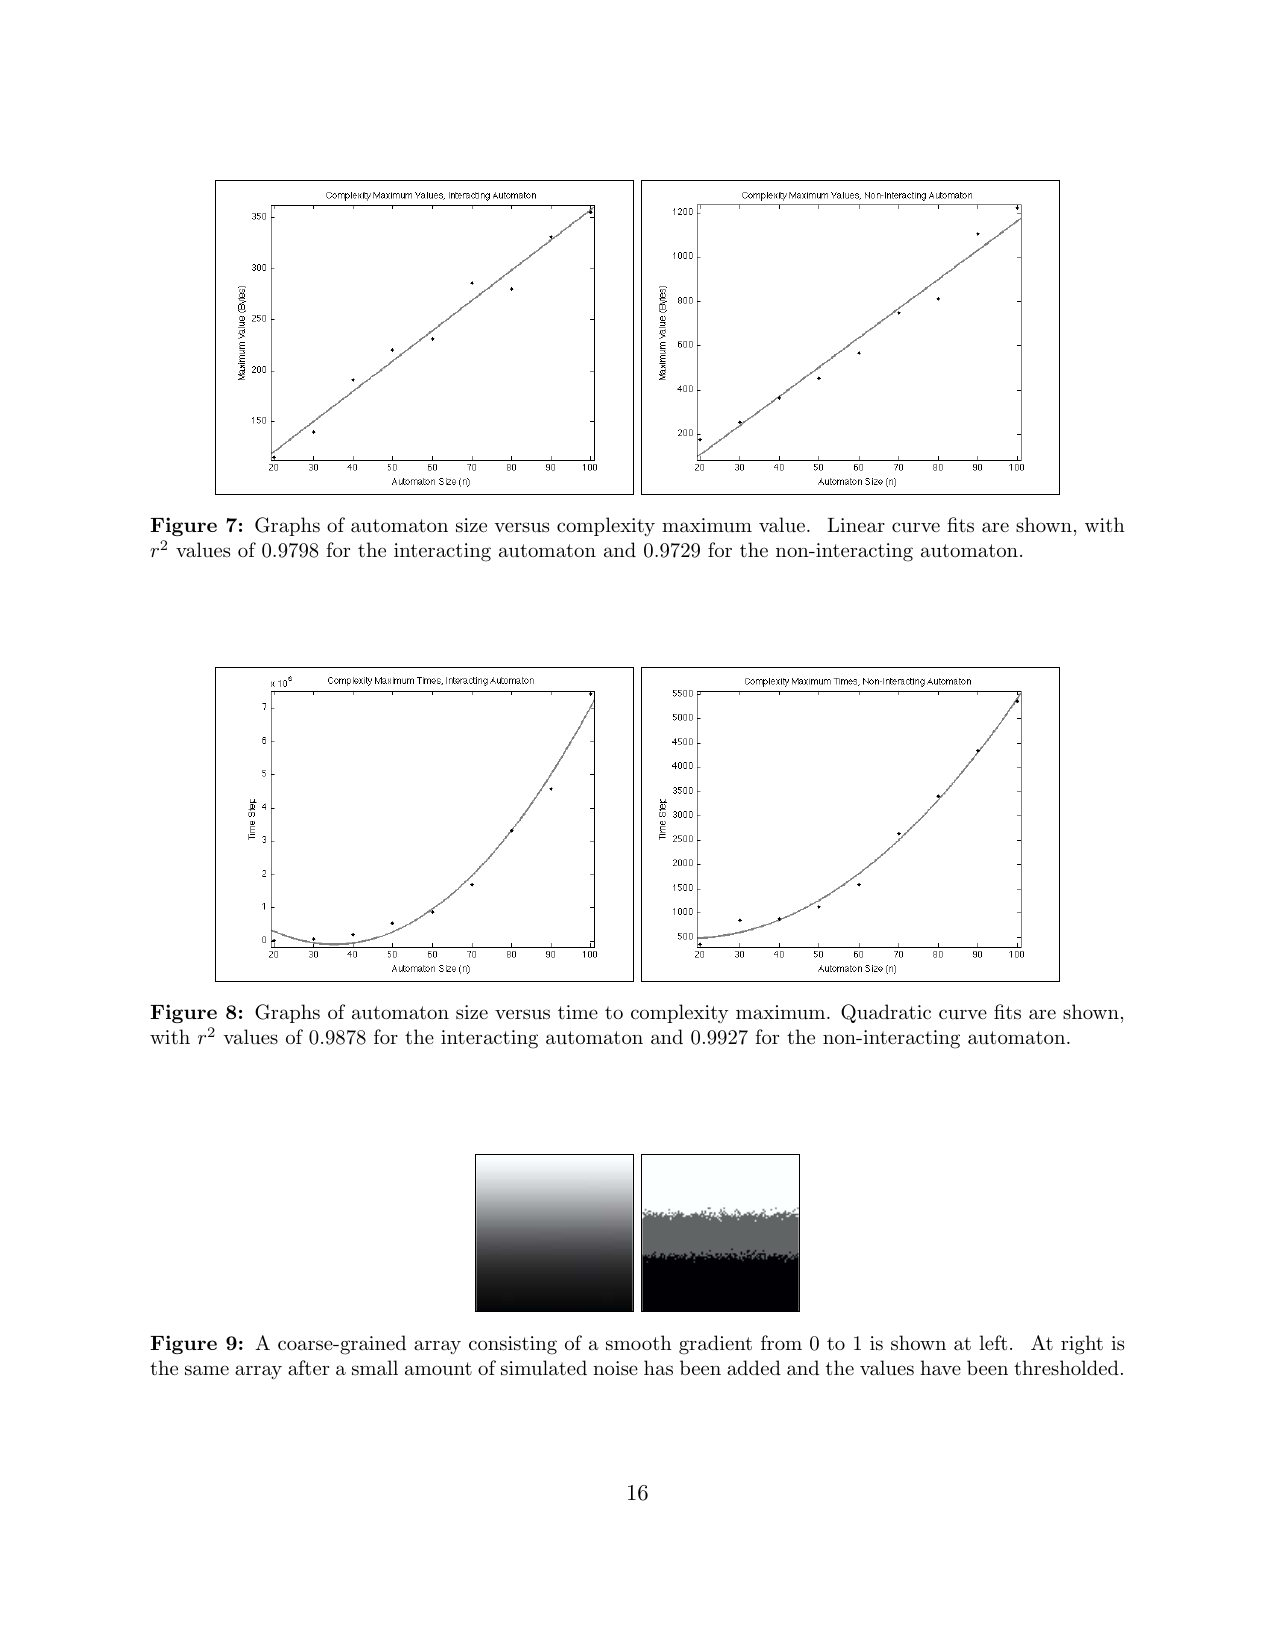 Complexity Maximum Values, Interacting Automaton
350
300
250
200
150
Maximum Value (Bytes)
20 30 40 50 60 70 80 90 100
Automaton Size (n)
Complexity Maximum Values, Non-Interacting Automaton
1200
1000
800
600
400
200
Maximum Value (Bytes)
20 30 40 50 60 70 80 90 100
Automaton Size (n)
Figure 7: Graphs of automaton size versus complexity maximum value. Linear curve fits are shown, with
r² values of 0.9798 for the interacting automaton and 0.9729 for the non-interacting automaton.
Complexity Maximum Times, Interacting Automaton
7
6
5
4
3
2
1
0
Time Step
20 30 40 50 60 70 80 90 100
Automaton Size (n)
Complexity Maximum Times, Non-Interacting Automaton
5500
5000
4500
4000
3500
3000
2500
2000
1500
1000
500
Time Step
20 30 40 50 60 70 80 90 100
Automaton Size (n)
Figure 8: Graphs of automaton size versus time to complexity maximum. Quadratic curve fits are shown,
with r² values of 0.9878 for the interacting automaton and 0.9927 for the non-interacting automaton.
Figure 9: A coarse-grained array consisting of a smooth gradient from 0 to 1 is shown at left. At right is
the same array after a small amount of simulated noise has been added and the values have been thresholded.
16